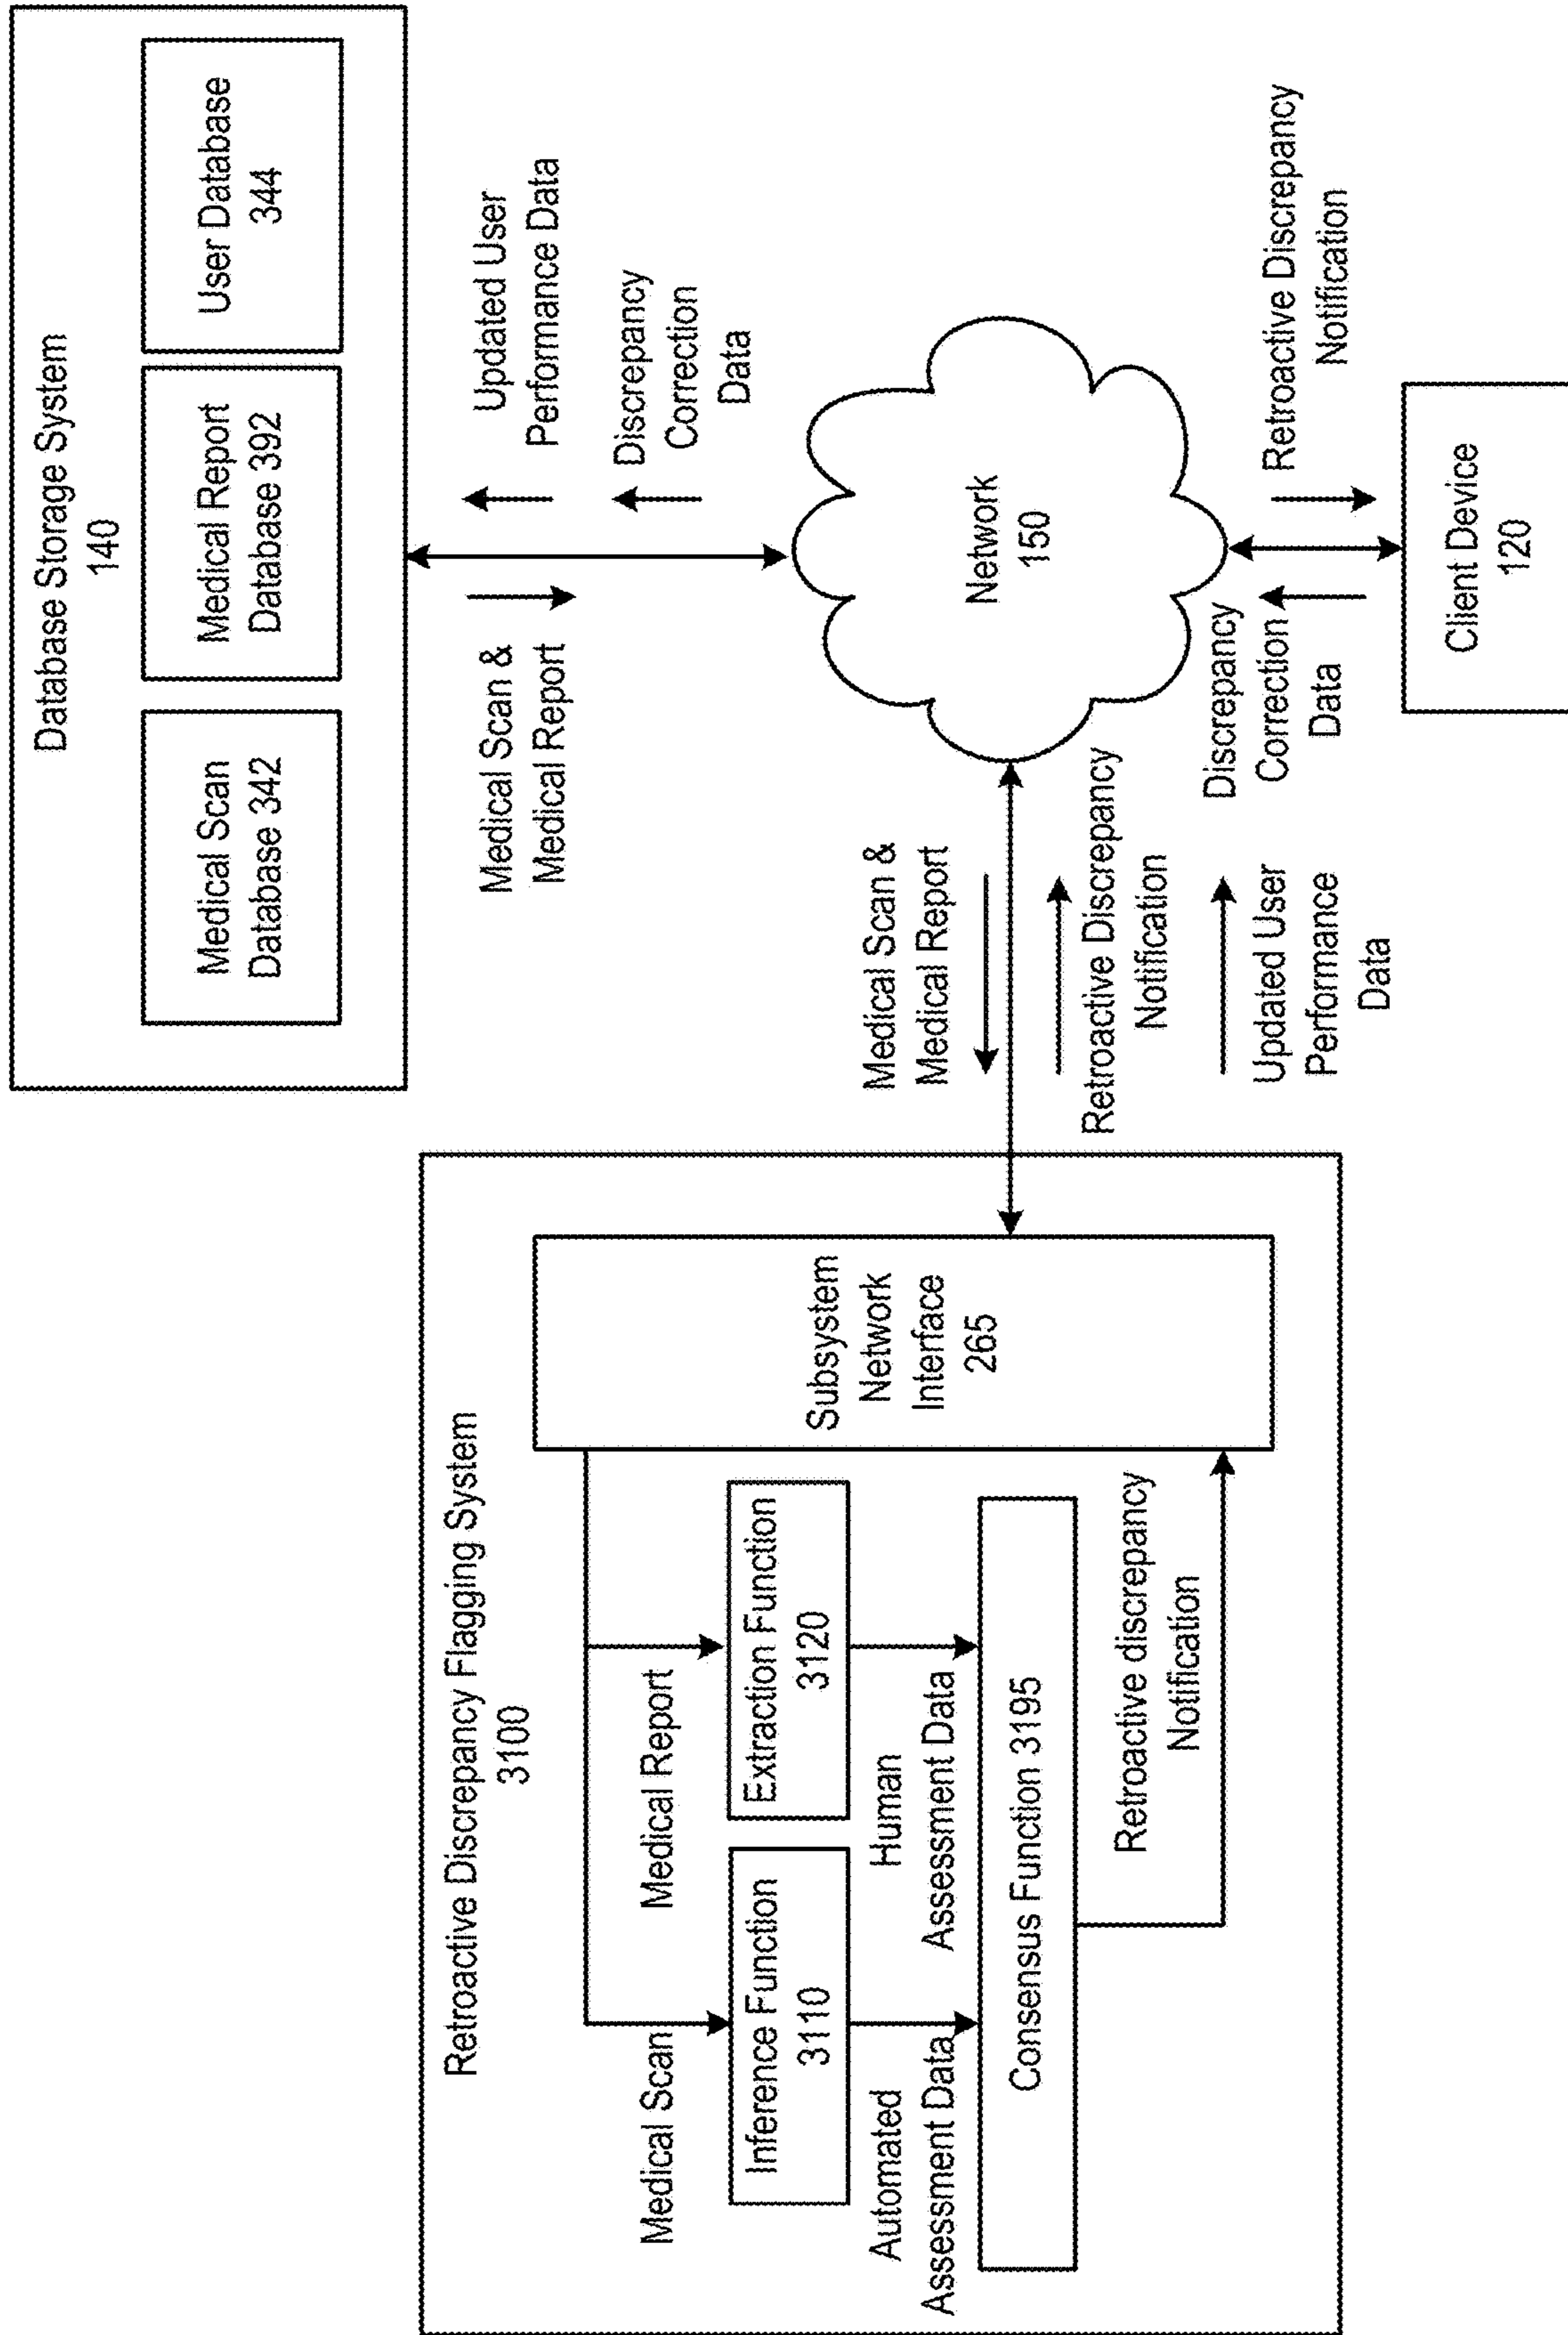 Database Storage System
140
Medical Scan
Database 342
Medical Report
Database 392
User Database
344
Medical Scan &
Medical Report
Updated User
Performance Data
Discrepancy
Correction
Data
Network
150
Retroactive Discrepancy
Notification
Discrepancy
Correction
Data
Client Device
120
Medical Scan &
Medical Report
Retroactive Discrepancy
Notification
Updated User
Performance
Data
Retroactive Discrepancy Flagging System
3100
Subsystem
Network
Interface
265
Medical Scan
Medical Report
Inference Function
3110
Extraction Function
3120
Automated
Assessment Data
Human
Assessment Data
Consensus Function 3195
Retroactive discrepancy
Notification